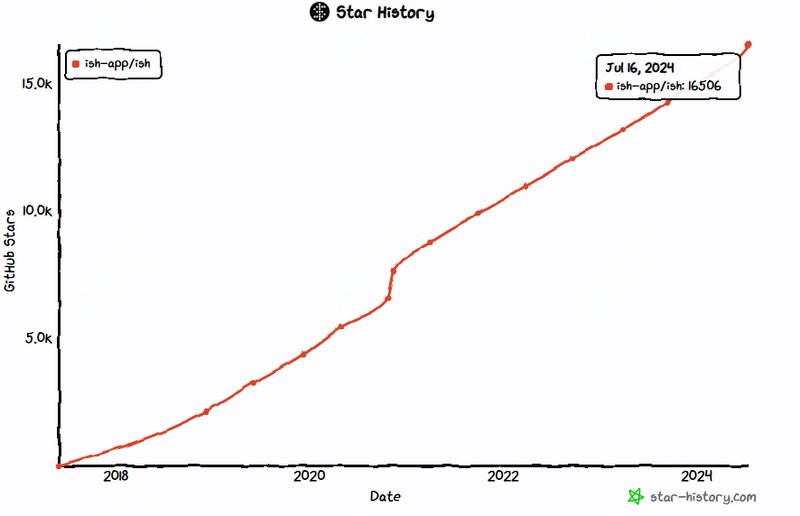 Star History
ish-app/ish
Jul 16, 2024
ish-app/ish: 16506
15.0k
10.0k
5.0k
GitHub Stars
2018
2020
2022
2024
Date
star-history.com